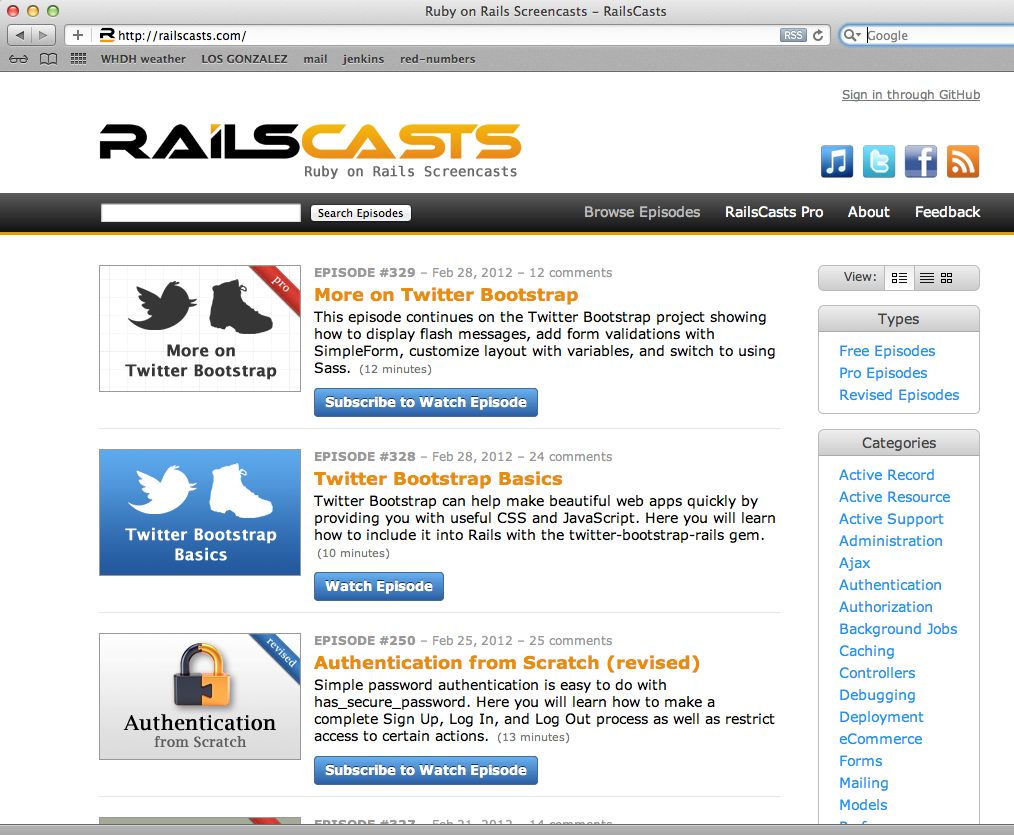 Ruby on Rails Screencasts – RailsCasts
http://railscasts.com/
RSS
Google
WHDH weather LOS GONZALEZ mail jenkins red-numbers
Sign in through GitHub
RAILSCASTS
Ruby on Rails Screencasts
Search Episodes
Browse Episodes RailsCasts Pro About Feedback
pro
More on
Twitter Bootstrap
EPISODE #329 – Feb 28, 2012 – 12 comments
More on Twitter Bootstrap
This episode continues on the Twitter Bootstrap project showing
how to display flash messages, add form validations with
SimpleForm, customize layout with variables, and switch to using
Sass. (12 minutes)
Subscribe to Watch Episode
Twitter Bootstrap
Basics
EPISODE #328 – Feb 28, 2012 – 24 comments
Twitter Bootstrap Basics
Twitter Bootstrap can help make beautiful web apps quickly by
providing you with useful CSS and JavaScript. Here you will learn
how to include it into Rails with the twitter-bootstrap-rails gem.
(10 minutes)
Watch Episode
revised
Authentication
from Scratch
EPISODE #250 – Feb 25, 2012 – 25 comments
Authentication from Scratch (revised)
Simple password authentication is easy to do with
has_secure_password. Here you will learn how to make a
complete Sign Up, Log In, and Log Out process as well as restrict
access to certain actions. (13 minutes)
Subscribe to Watch Episode
EPISODE #327 – Feb 21, 2012 – 14 comments
View:
Types
Free Episodes
Pro Episodes
Revised Episodes
Categories
Active Record
Active Resource
Active Support
Administration
Ajax
Authentication
Authorization
Background Jobs
Caching
Controllers
Debugging
Deployment
eCommerce
Forms
Mailing
Models